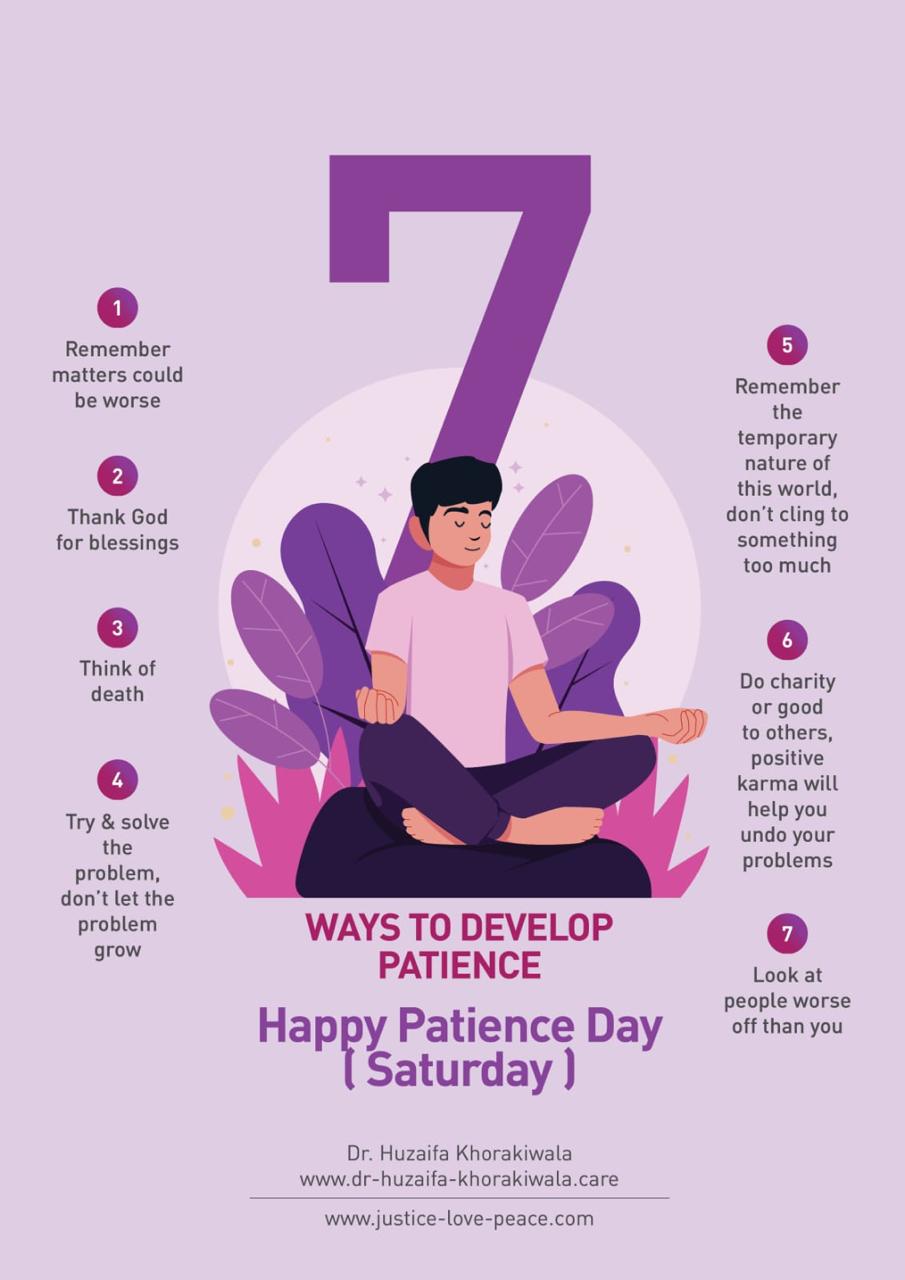 7
1
Remember
matters could
be worse
2
Thank God
for blessings
3
Think of
death
4
Try & solve
the
problem,
don't let the
problem
grow
5
Remember
the
temporary
nature of
this world,
don't cling to
something
too much
6
Do charity
or good
to others,
positive
karma will
help you
undo your
problems
7
Look at
people worse
off than you
WAYS TO DEVELOP
PATIENCE
Happy Patience Day
( Saturday )
Dr. Huzaifa Khorakiwala
www.dr-huzaifa-khorakiwala.care
www.justice-love-peace.com